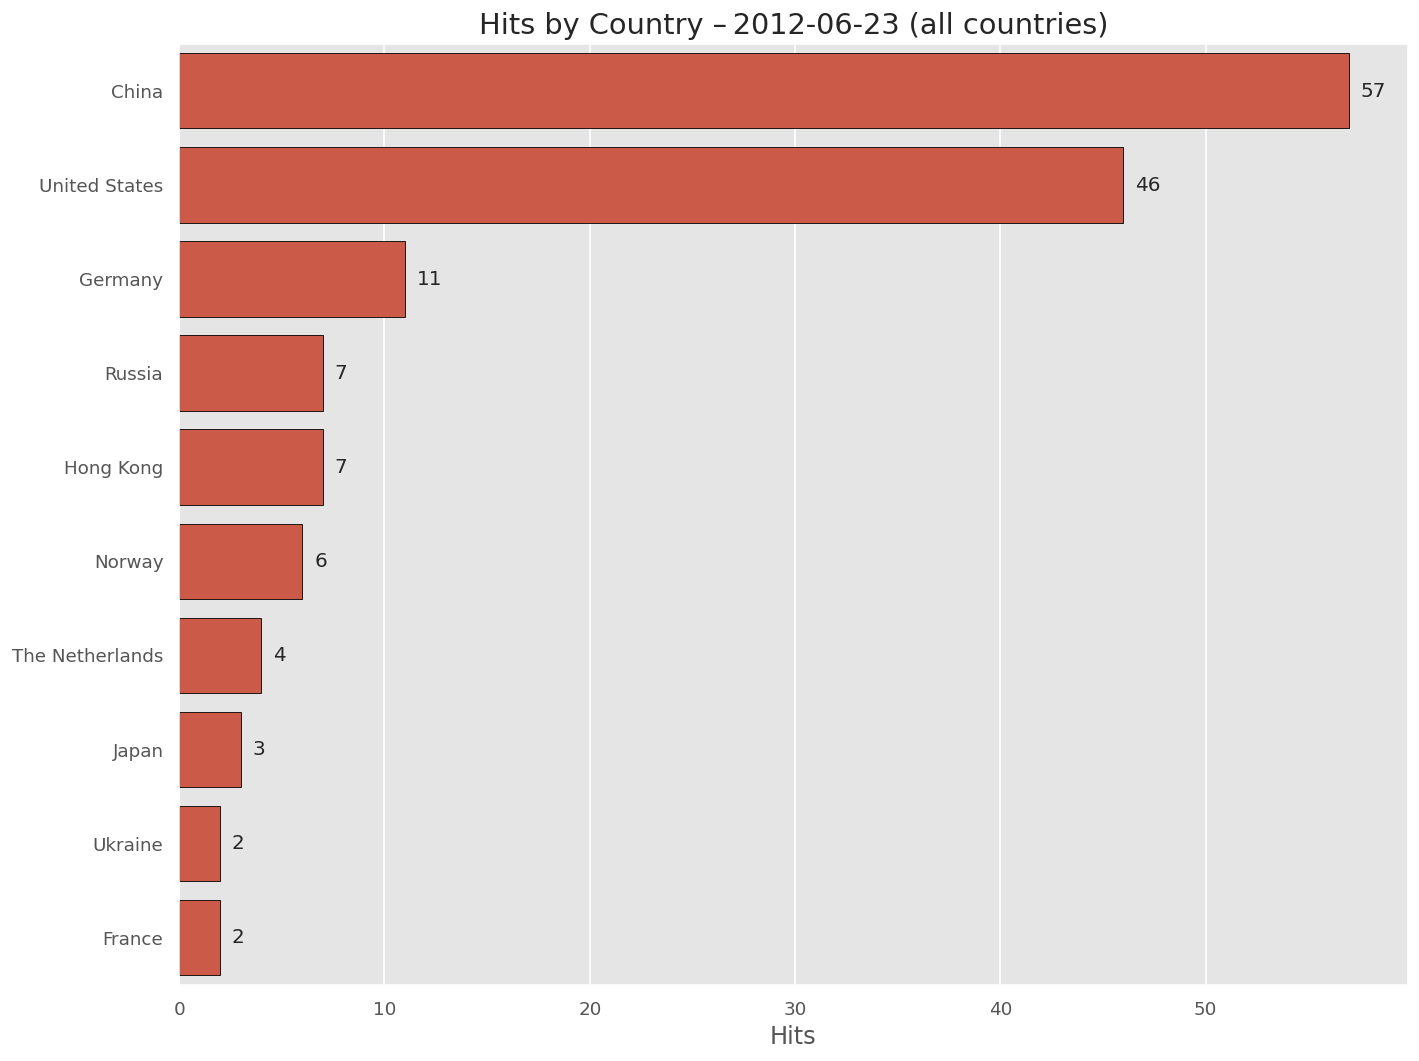 Hits by Country – 2012-06-23 (all countries)
China 57
United States 46
Germany 11
Russia 7
Hong Kong 7
Norway 6
The Netherlands 4
Japan 3
Ukraine 2
France 2
0 10 20 30 40 50
Hits